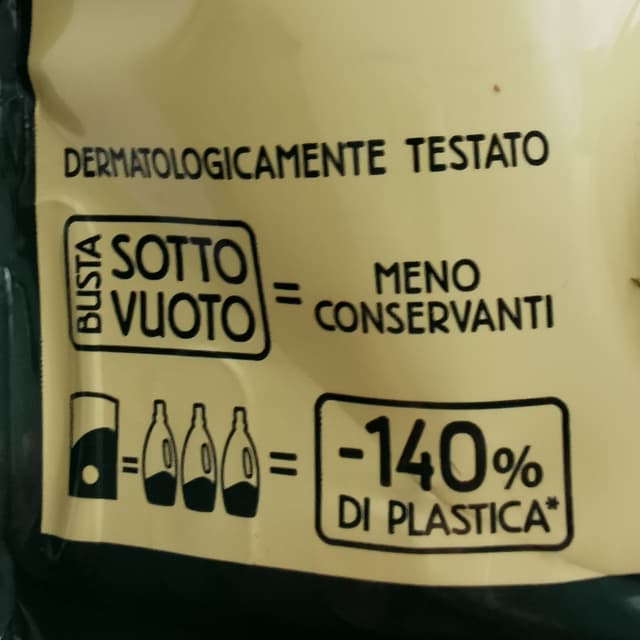 DERMATOLOGICAMENTE TESTATO
BUSTA
SOTTO
VUOTO
=
MENO
CONSERVANTI
= =
-140%
DI PLASTICA*